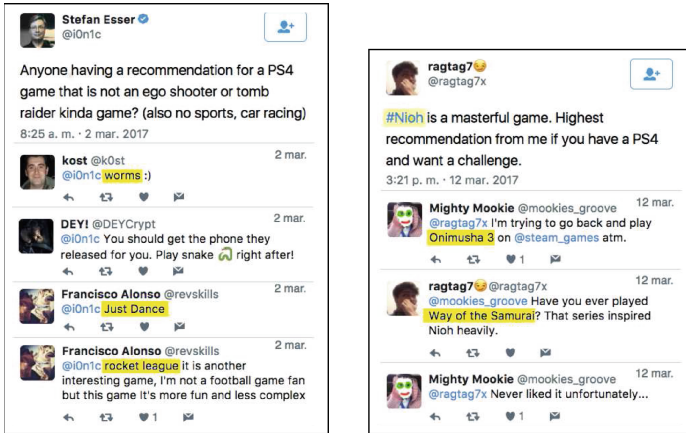 Stefan Esser
@i0n1c
Anyone having a recommendation for a PS4
game that is not an ego shooter or tomb
raider kinda game? (also no sports, car racing)
8:25 a. m. · 2 mar. 2017
kost @k0st 2 mar.
@i0n1c worms :)
DEY! @DEYCrypt 2 mar.
@i0n1c You should get the phone they
released for you. Play snake 🐍 right after!
Francisco Alonso @revskills 2 mar.
@i0n1c Just Dance
Francisco Alonso @revskills 2 mar.
@i0n1c rocket league it is another
interesting game, I'm not a football game fan
but this game It's more fun and less complex
1
ragtag7😏
@ragtag7x
#Nioh is a masterful game. Highest
recommendation from me if you have a PS4
and want a challenge.
3:21 p. m. · 12 mar. 2017
Mighty Mookie @mookies_groove 12 mar.
@ragtag7x I'm trying to go back and play
Onimusha 3 on @steam_games atm.
1
ragtag7😏 @ragtag7x 12 mar.
@mookies_groove Have you ever played
Way of the Samurai? That series inspired
Nioh heavily.
Mighty Mookie @mookies_groove 12 mar.
@ragtag7x Never liked it unfortunately...
1